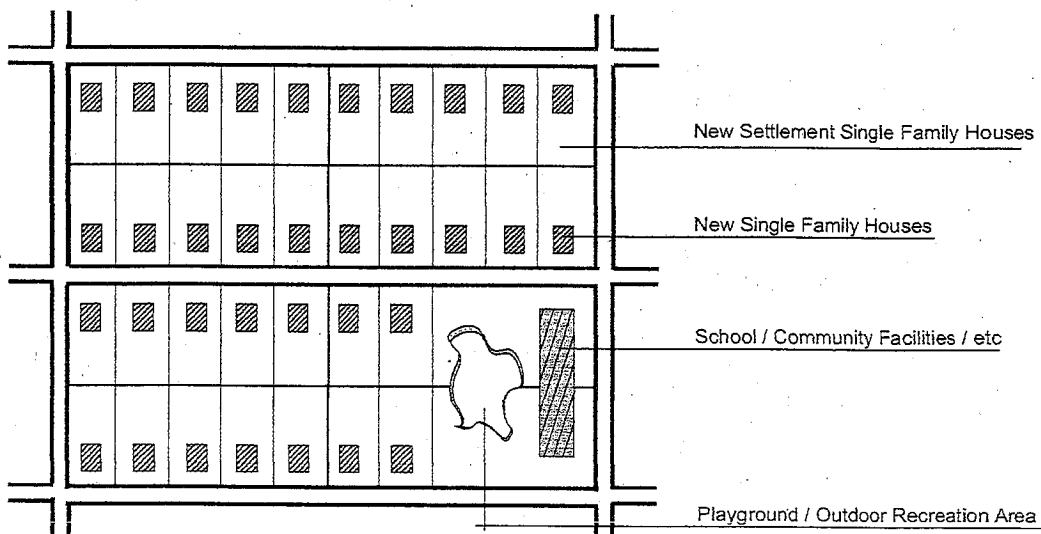 New Settlement Single Family Houses
New Single Family Houses
School / Community Facilities / etc
Playground / Outdoor Recreation Area